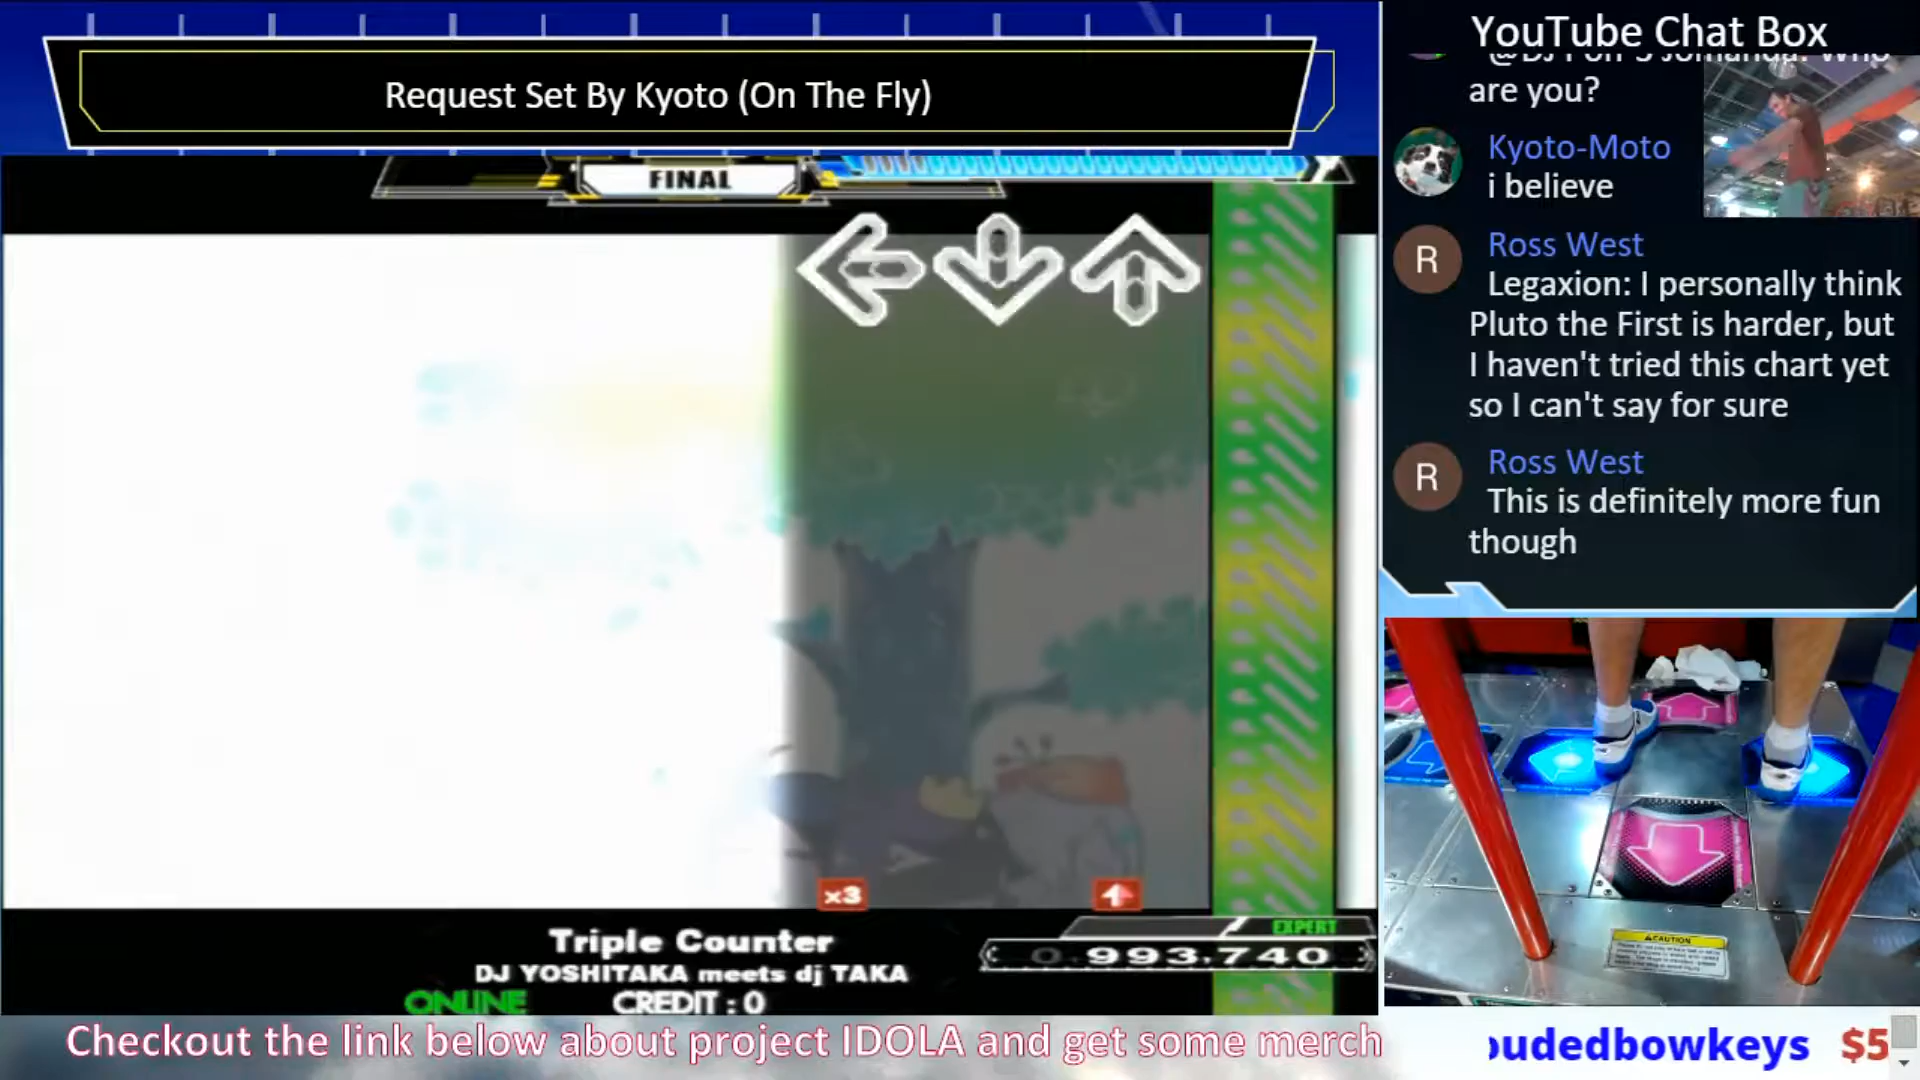 Request Set By Kyoto (On The Fly)
FINAL
x3
Triple Counter
DJ YOSHITAKA meets dj TAKA
ONLINE
CREDIT : 0
EXPERT
0,993,740
YouTube Chat Box
are you?
Kyoto-Moto
i believe
R
Ross West
Legaxion: I personally think
Pluto the First is harder, but
I haven't tried this chart yet
so I can't say for sure
R
Ross West
This is definitely more fun
though
CAUTION
Checkout the link below about project IDOLA and get some merch
oudedbowkeys $5